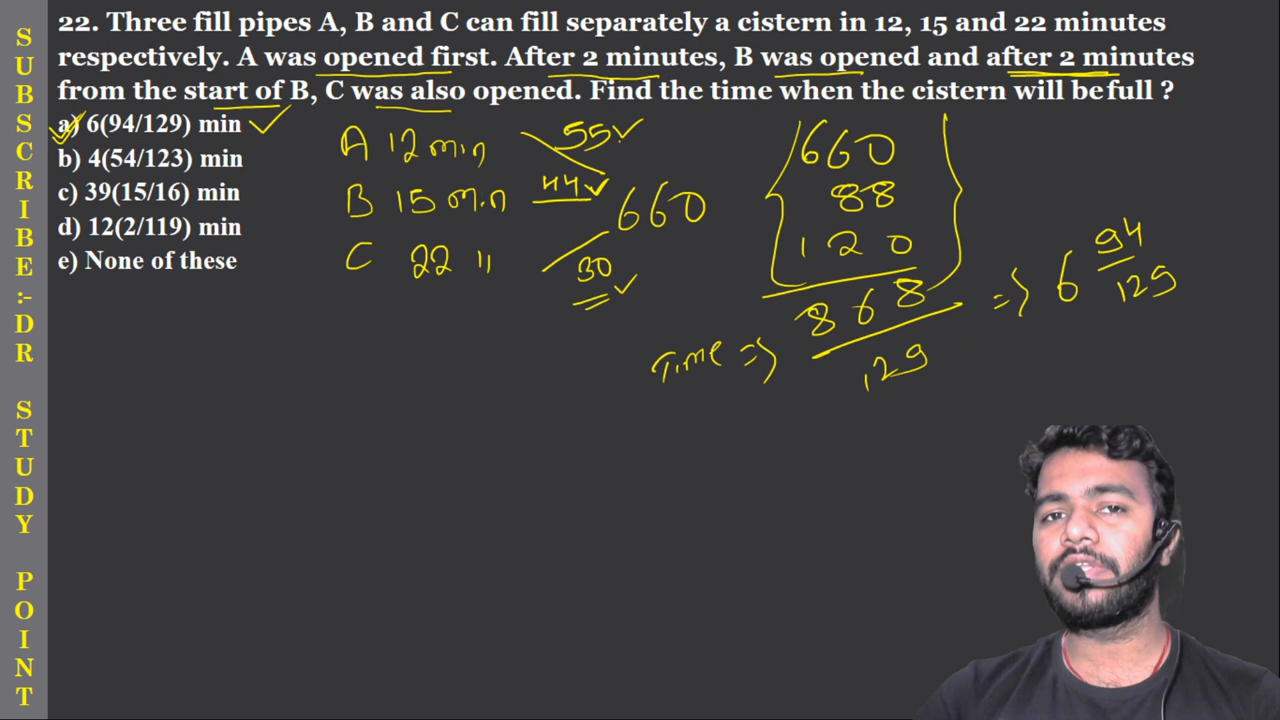 SUBSCRIBE:-DR STUDY POINT
22. Three fill pipes A, B and C can fill separately a cistern in 12, 15 and 22 minutes
respectively. A was opened first. After 2 minutes, B was opened and after 2 minutes
from the start of B, C was also opened. Find the time when the cistern will be full ?
a) 6(94/129) min
b) 4(54/123) min
c) 39(15/16) min
d) 12(2/119) min
e) None of these
A 12 min 55
B 15 min 44 660
C 22 " 30
660
88
120
868
Time => 129
=> 6 94
129